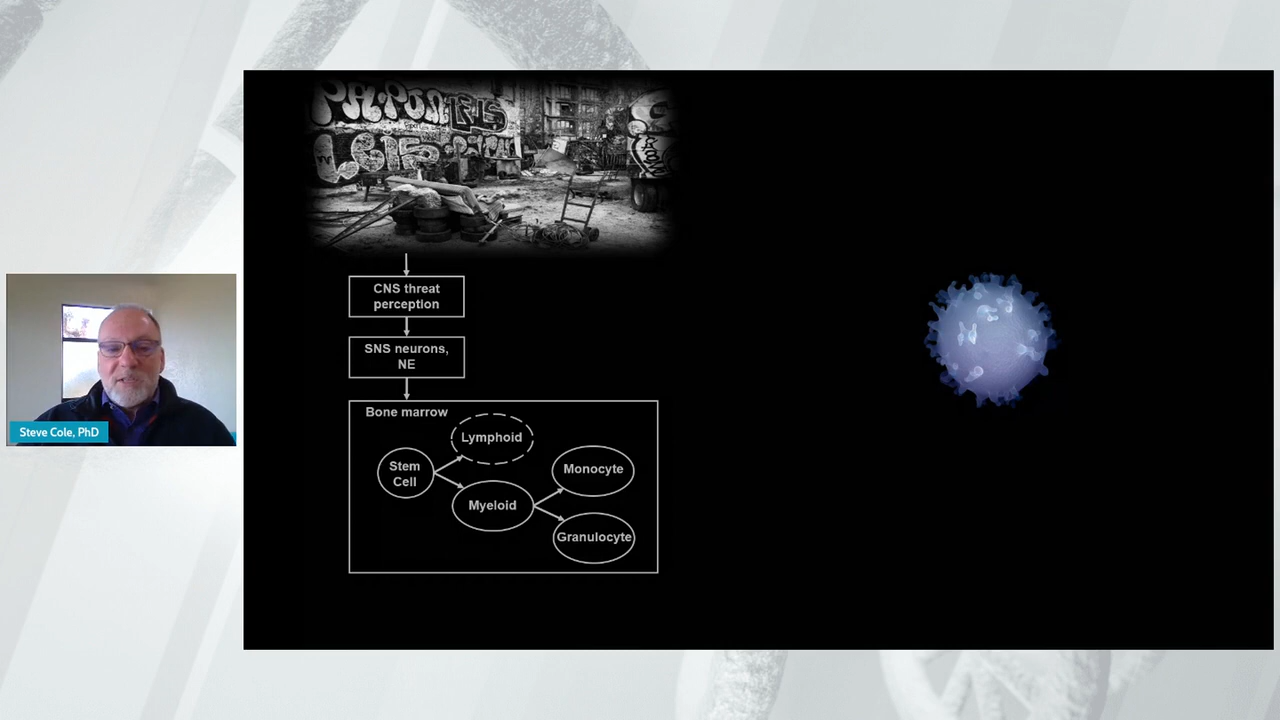 Steve Cole, PhD
CNS threat
perception
SNS neurons,
NE
Bone marrow
Lymphoid
Stem
Cell
Monocyte
Myeloid
Granulocyte